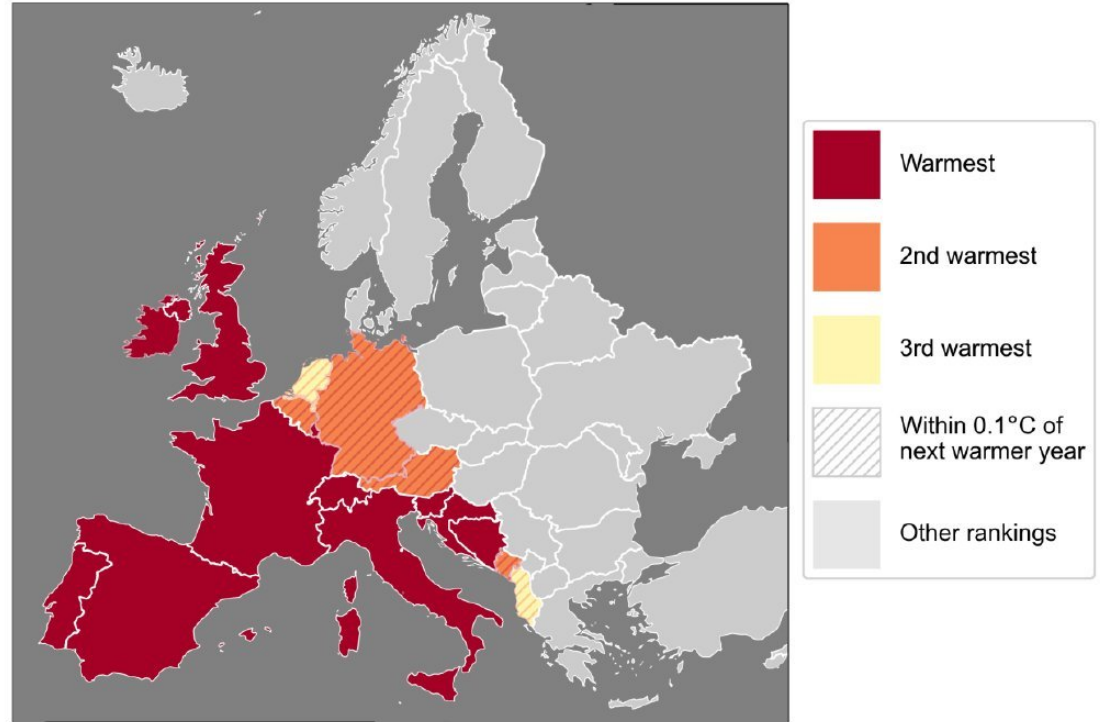 Warmest
2nd warmest
3rd warmest
Within 0.1°C of
next warmer year
Other rankings